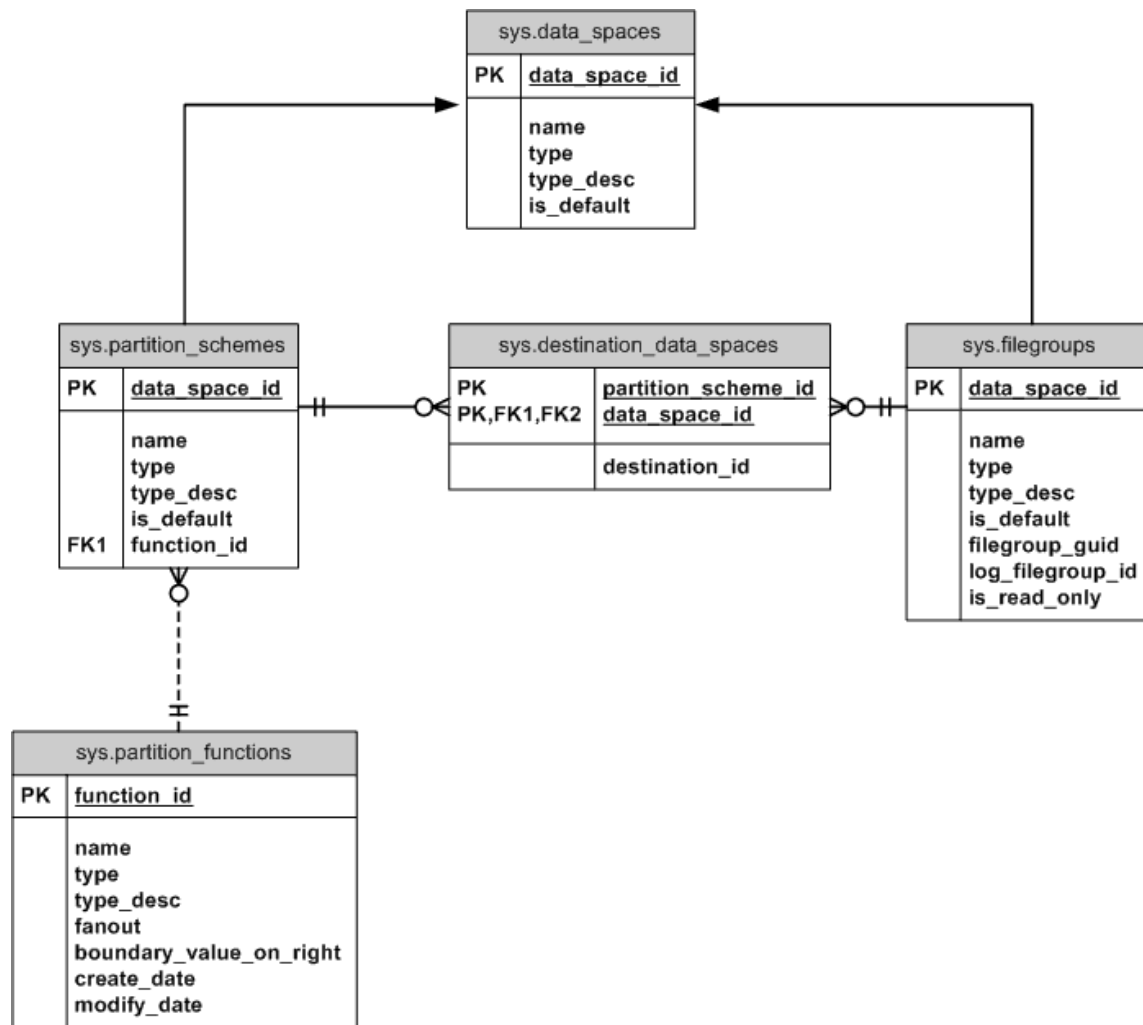 sys.data_spaces
PK data_space_id
name
type
type_desc
is_default
sys.partition_schemes
PK data_space_id
name
type
type_desc
is_default
FK1 function_id
sys.destination_data_spaces
PK partition_scheme_id
PK,FK1,FK2 data_space_id
destination_id
sys.filegroups
PK data_space_id
name
type
type_desc
is_default
filegroup_guid
log_filegroup_id
is_read_only
sys.partition_functions
PK function_id
name
type
type_desc
fanout
boundary_value_on_right
create_date
modify_date